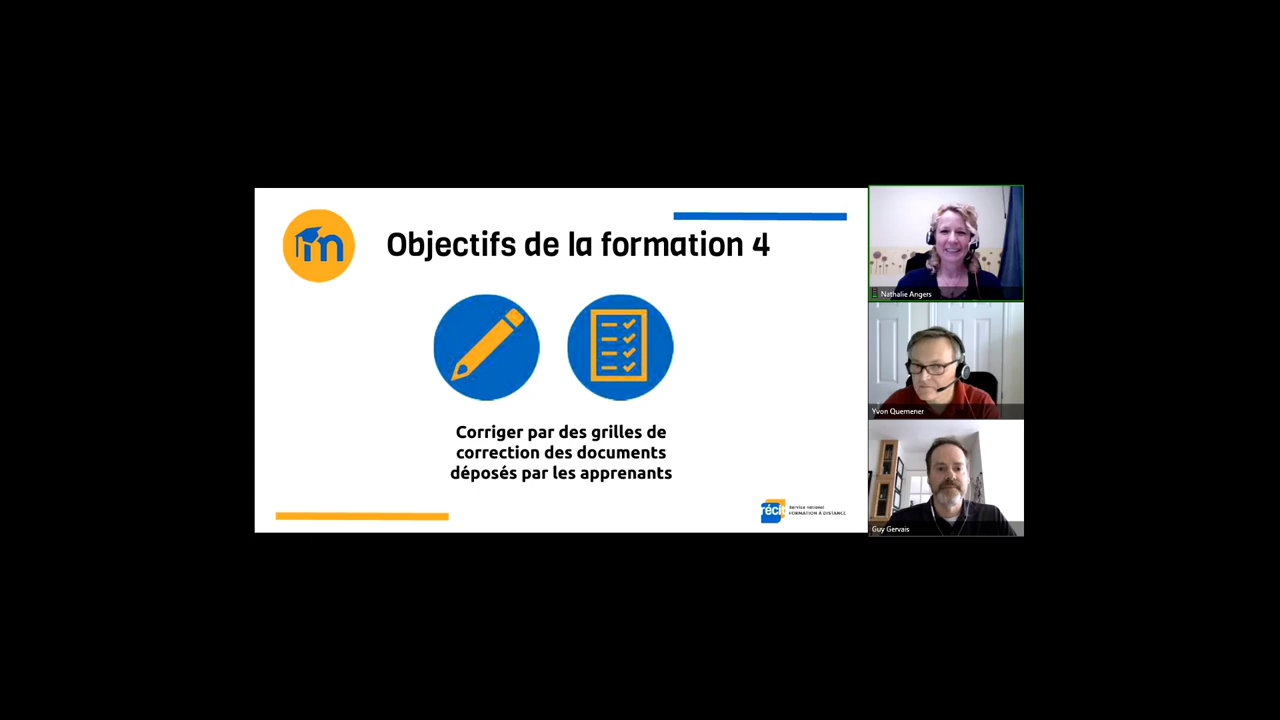 Objectifs de la formation 4
Corriger par des grilles de
correction des documents
déposés par les apprenants
récit
Service national
FORMATION À DISTANCE
Nathalie Angers
Yvon Quemener
Guy Gervais